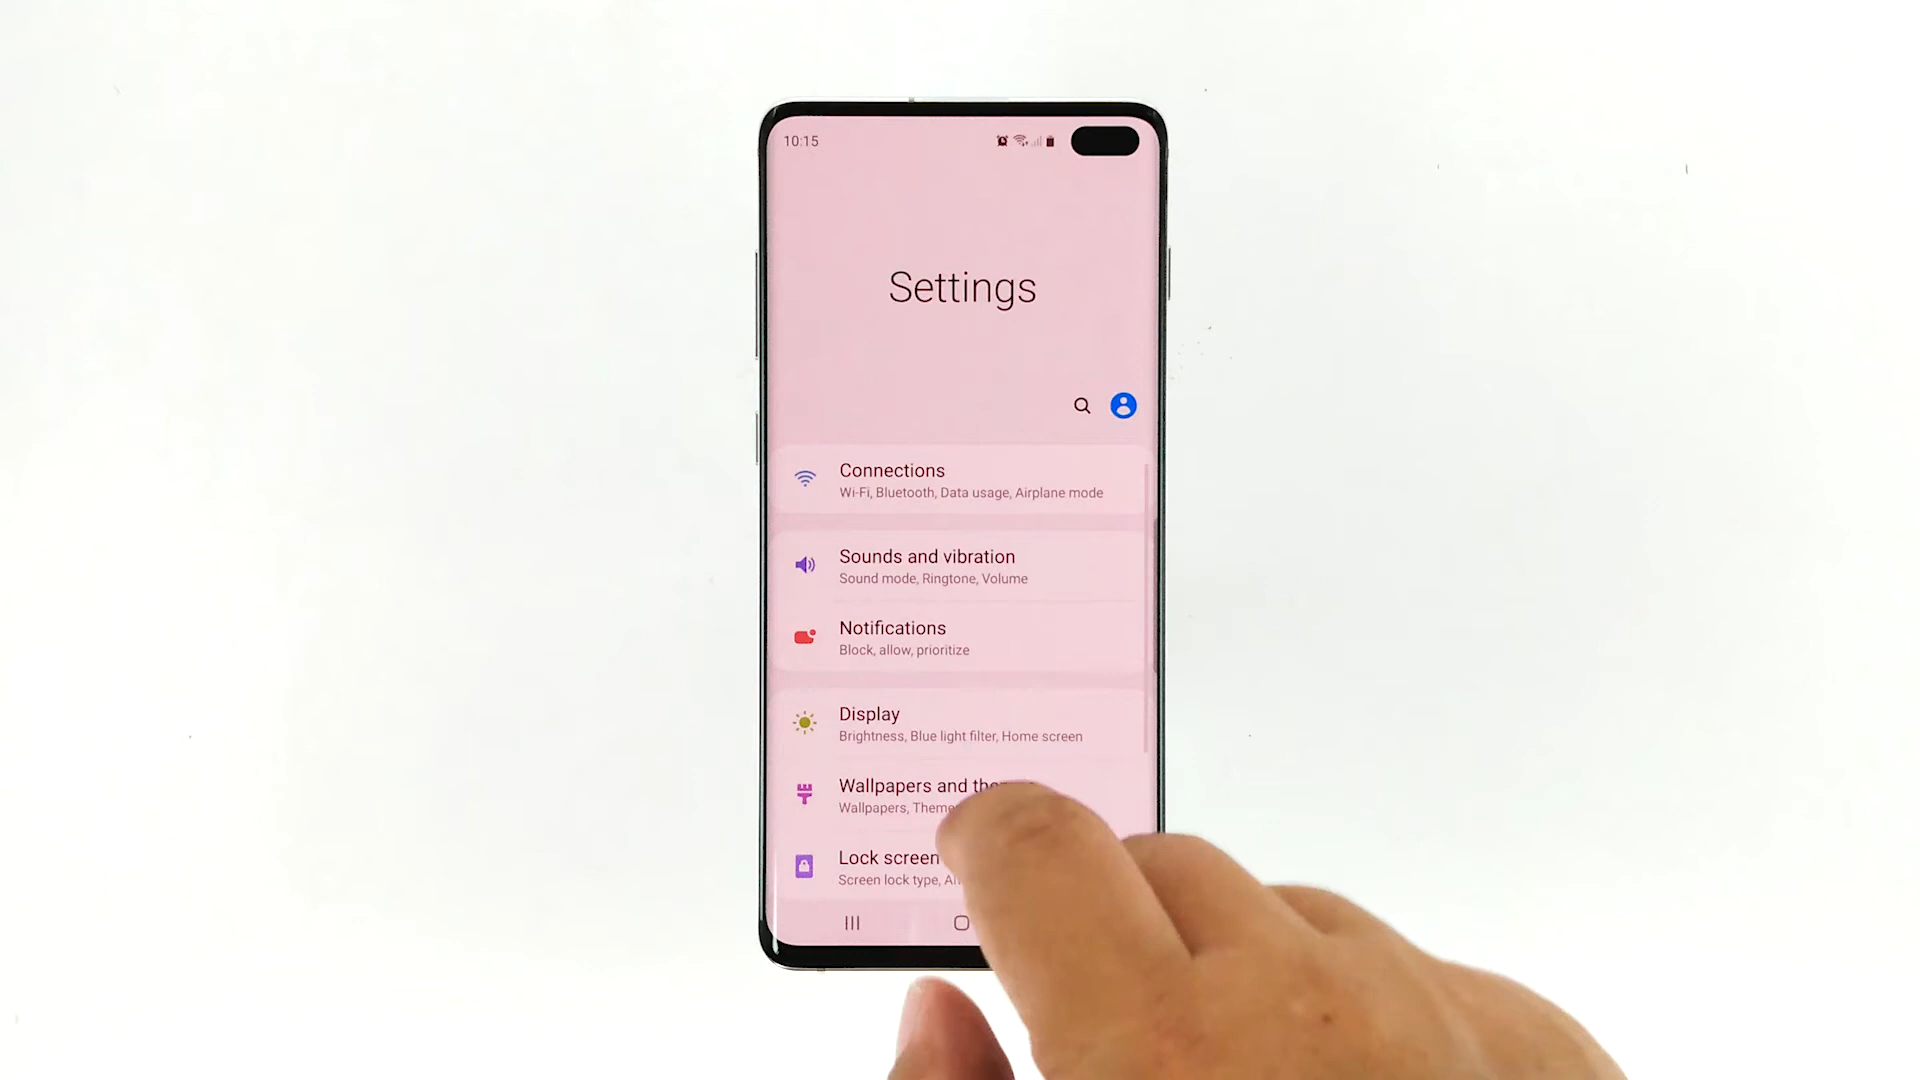 10:15
Settings
Connections
Wi-Fi, Bluetooth, Data usage, Airplane mode
Sounds and vibration
Sound mode, Ringtone, Volume
Notifications
Block, allow, prioritize
Display
Brightness, Blue light filter, Home screen
Wallpapers and
Wallpapers,
Lock screen
Screen lock type,